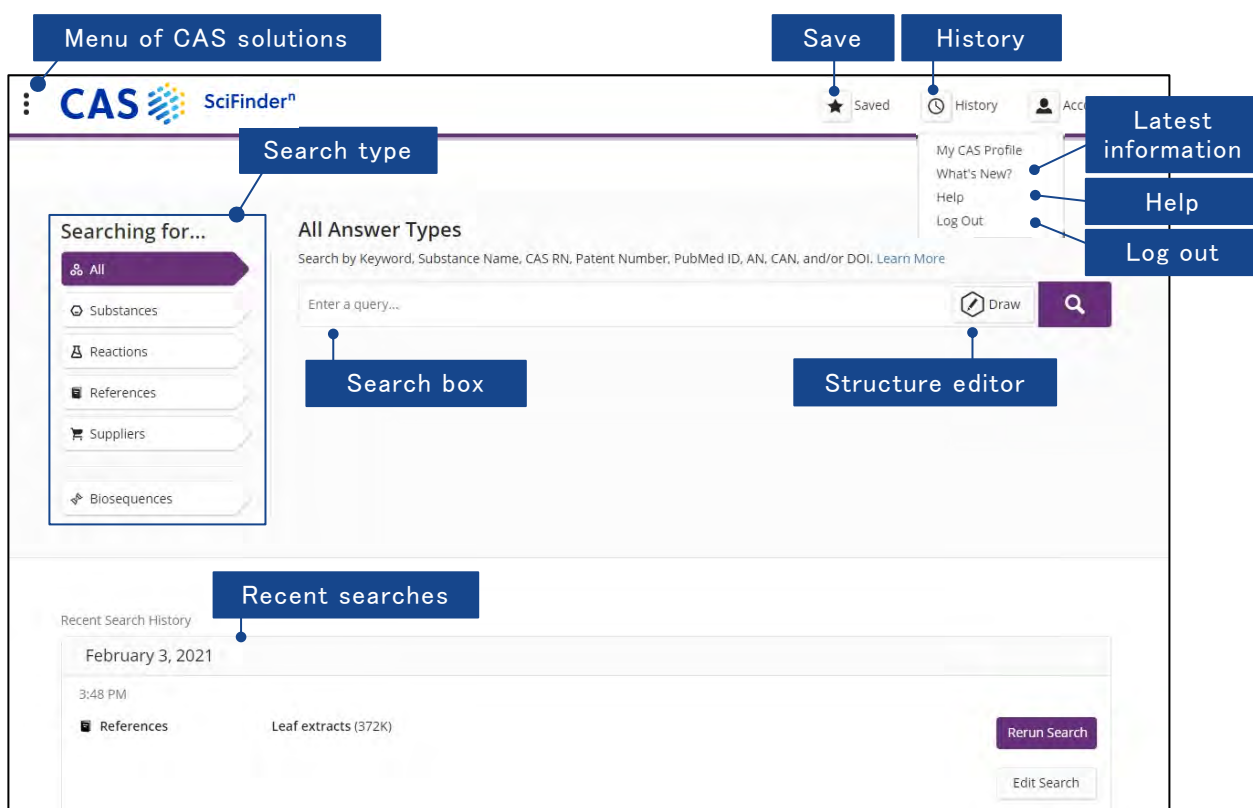 Menu of CAS solutions
Save
History
CAS SciFinderⁿ
Saved
History
Acc
Latest
information
Search type
My CAS Profile
What's New?
Help
Log Out
Help
Log out
Searching for...
All
Substances
Reactions
References
Suppliers
Biosequences
All Answer Types
Search by Keyword, Substance Name, CAS RN, Patent Number, PubMed ID, AN, CAN, and/or DOI. Learn More
Enter a query...
Draw
Search box
Structure editor
Recent searches
Recent Search History
February 3, 2021
3:48 PM
References
Leaf extracts (372K)
Rerun Search
Edit Search